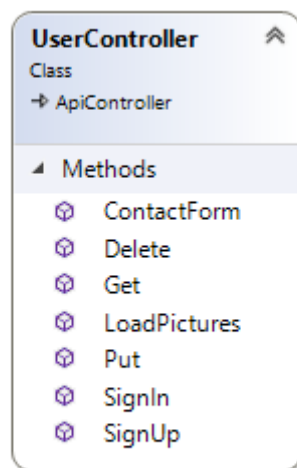 UserController
Class
ApiController
Methods
ContactForm
Delete
Get
LoadPictures
Put
SignIn
SignUp